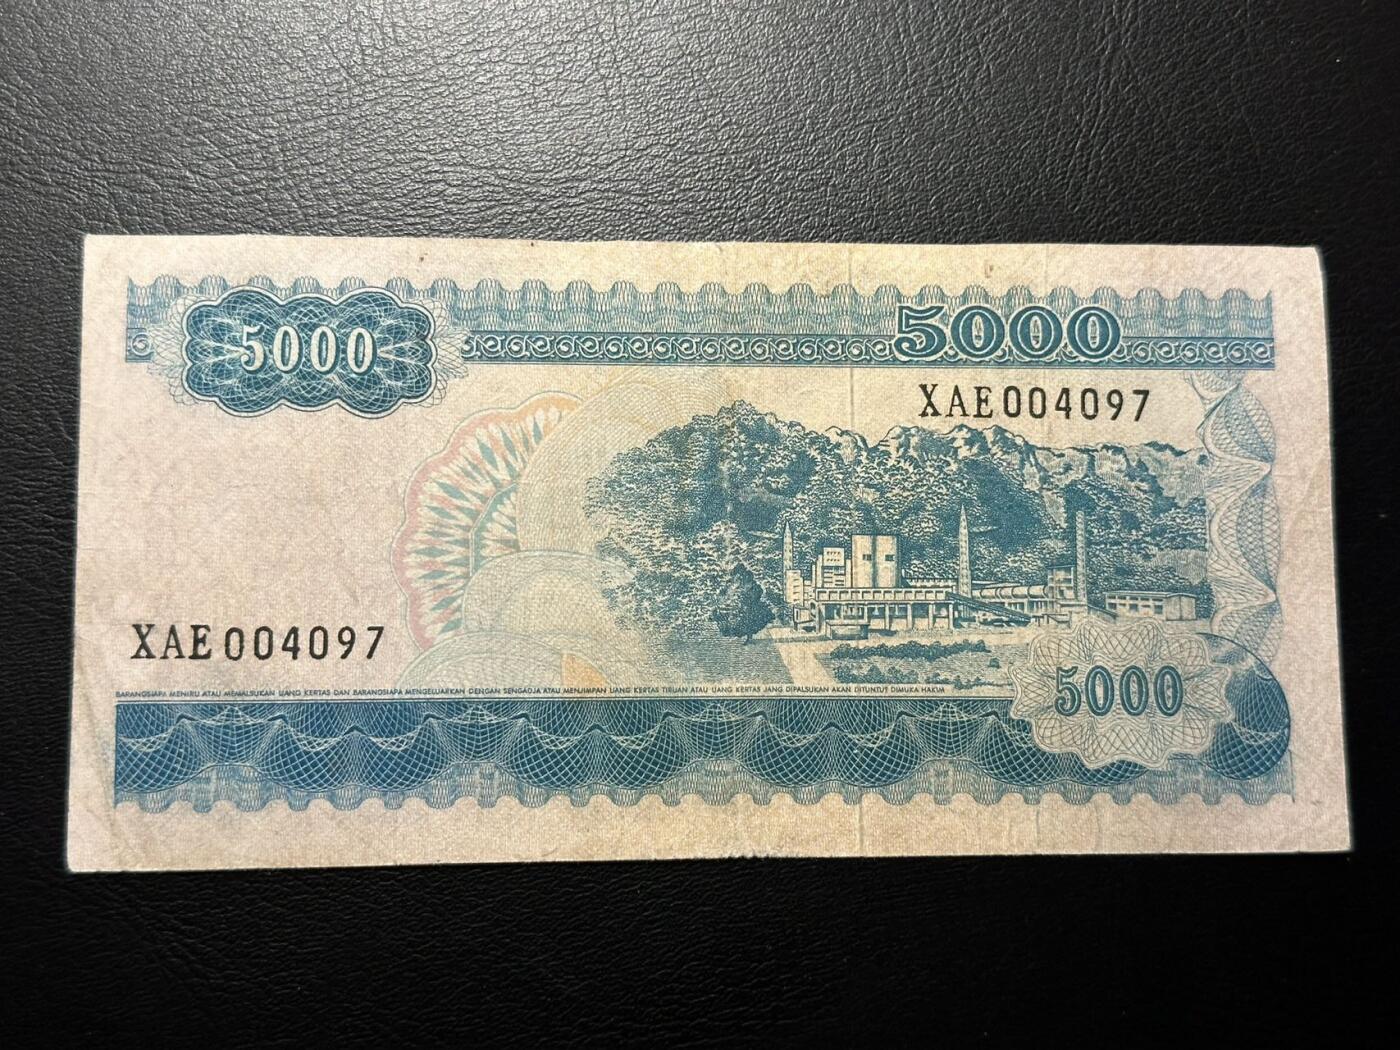 5000
5000
XAE004097
XAE004097
BARANGSIAPA MENIRU ATAU MEMALSUKAN UANG KERTAS DAN BARANGSIAPA MENGELUARKAN DENGAN SENGADJA ATAU MENJIMPAN UANG KERTAS TIRUAN ATAU UANG KERTAS JANG DIPALSUKAN AKAN DITUNTUT DIMUKA HAKIM
5000